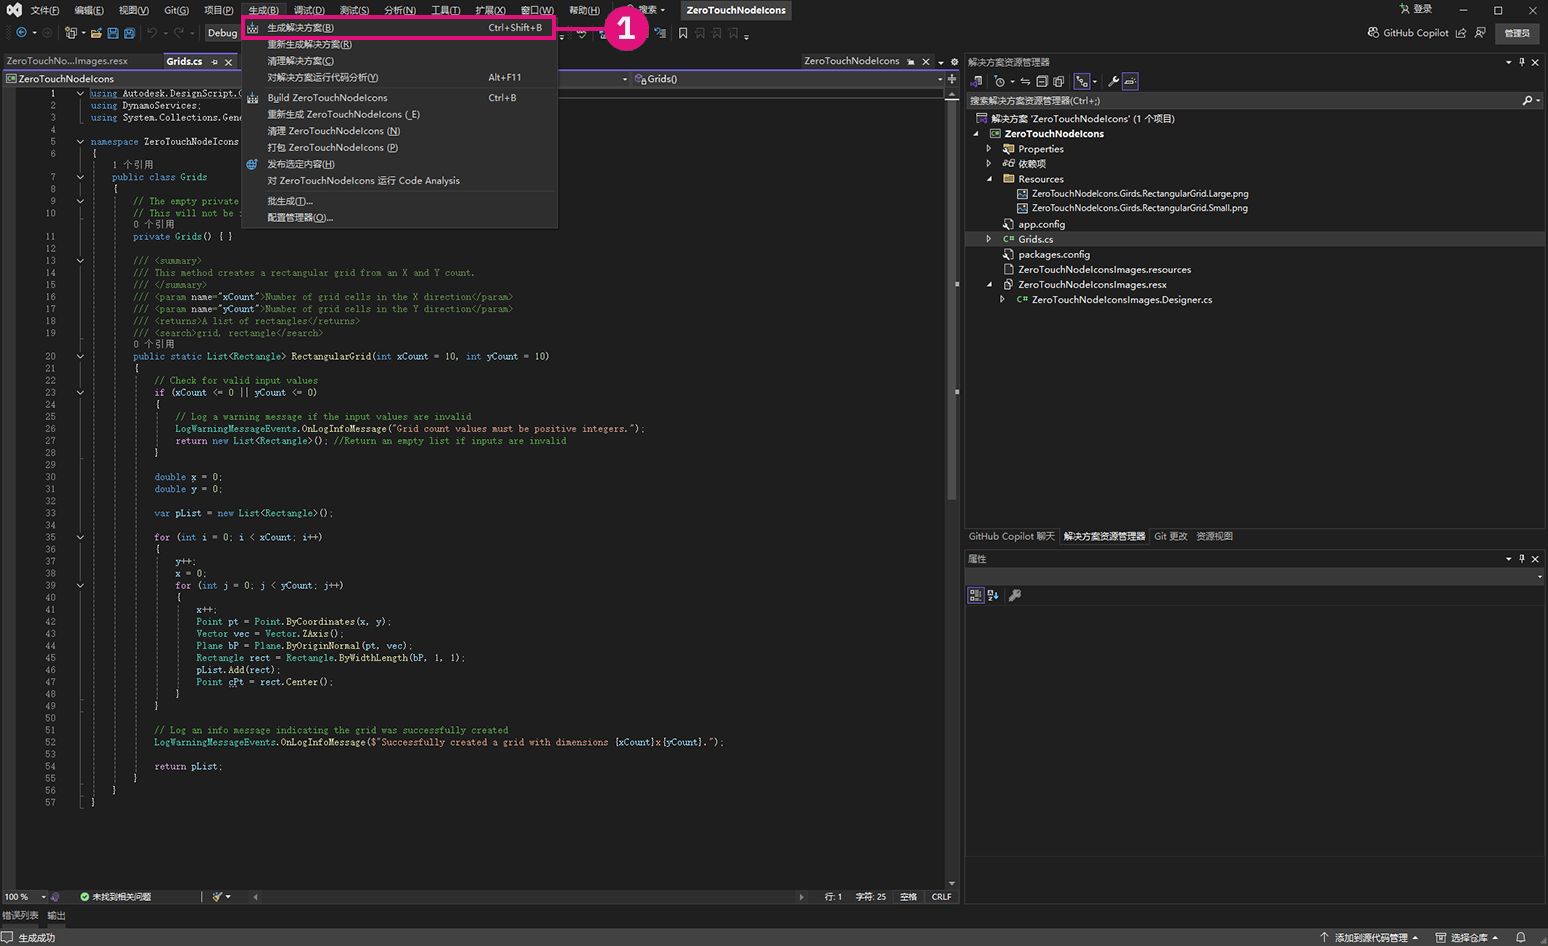 文件(F) 编辑(E) 视图(V) Git(G) 项目(P) 生成(B) 调试(D) 测试(S) 分析(N) 工具(T) 扩展(X) 窗口(W) 帮助(H) 搜索 ZeroTouchNodeIcons 登录
Debug
GitHub Copilot 管理员
生成解决方案(B) Ctrl+Shift+B
1
重新生成解决方案(R)
清理解决方案(C)
对解决方案运行代码分析(Y) Alt+F11
Build ZeroTouchNodeIcons Ctrl+B
重新生成 ZeroTouchNodeIcons (_E)
清理 ZeroTouchNodeIcons (N)
打包 ZeroTouchNodeIcons (P)
发布选定内容(H)
对 ZeroTouchNodeIcons 运行 Code Analysis
批生成(T)...
配置管理器(O)...
ZeroTouchNo...Images.resx Grids.cs ZeroTouchNodeIcons
ZeroTouchNodeIcons Grids()
1 using Autodesk.DesignScript.
2 using DynamoServices;
3 using System.Collections.Gene
4
5 namespace ZeroTouchNodeIcons
6 {
1 个引用
7 public class Grids
8 {
9 // The empty private
10 // This will not be
0 个引用
11 private Grids() { }
12
13 /// <summary>
14 /// This method creates a rectangular grid from an X and Y count.
15 /// </summary>
16 /// <param name="xCount">Number of grid cells in the X direction</param>
17 /// <param name="yCount">Number of grid cells in the Y direction</param>
18 /// <returns>A list of rectangles</returns>
19 /// <search>grid, rectangle</search>
0 个引用
20 public static List<Rectangle> RectangularGrid(int xCount = 10, int yCount = 10)
21 {
22 // Check for valid input values
23 if (xCount <= 0 || yCount <= 0)
24 {
25 // Log a warning message if the input values are invalid
26 LogWarningMessageEvents.OnLogInfoMessage("Grid count values must be positive integers.");
27 return new List<Rectangle>(); //Return an empty list if inputs are invalid
28 }
29
30 double x = 0;
31 double y = 0;
32
33 var pList = new List<Rectangle>();
34
35 for (int i = 0; i < xCount; i++)
36 {
37 y++;
38 x = 0;
39 for (int j = 0; j < yCount; j++)
40 {
41 x++;
42 Point pt = Point.ByCoordinates(x, y);
43 Vector vec = Vector.ZAxis();
44 Plane bP = Plane.ByOriginNormal(pt, vec);
45 Rectangle rect = Rectangle.ByWidthLength(bP, 1, 1);
46 pList.Add(rect);
47 Point cPt = rect.Center();
48 }
49 }
50
51 // Log an info message indicating the grid was successfully created
52 LogWarningMessageEvents.OnLogInfoMessage($"Successfully created a grid with dimensions {xCount}x{yCount}.");
53
54 return pList;
55 }
56 }
57 }
100 % 未找到相关问题 行: 1 字符: 25 空格 CRLF
错误列表 输出
生成成功 添加到源代码管理 选择仓库
解决方案资源管理器
搜索解决方案资源管理器(Ctrl+;)
解决方案 'ZeroTouchNodeIcons' (1 个项目)
ZeroTouchNodeIcons
Properties
依赖项
Resources
ZeroTouchNodeIcons.Girds.RectangularGrid.Large.png
ZeroTouchNodeIcons.Girds.RectangularGrid.Small.png
app.config
C# Grids.cs
packages.config
ZeroTouchNodeIconsImages.resources
ZeroTouchNodeIconsImages.resx
C# ZeroTouchNodeIconsImages.Designer.cs
GitHub Copilot 聊天 解决方案资源管理器 Git 更改 资源视图
属性